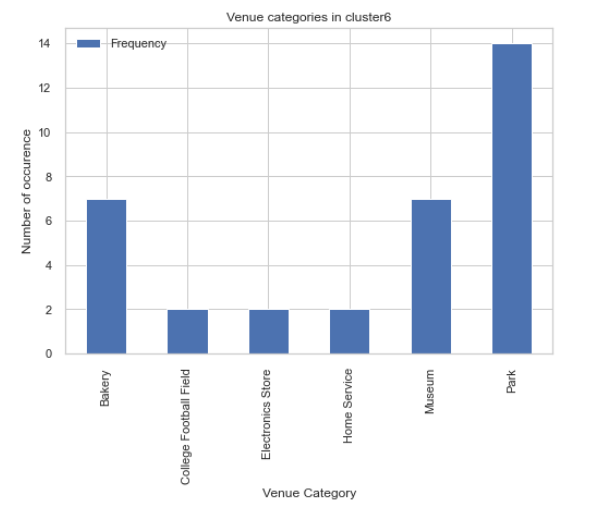 Venue categories in cluster6
Frequency
14
12
10
8
6
4
2
0
Number of occurence
Bakery
College Football Field
Electronics Store
Home Service
Museum
Park
Venue Category